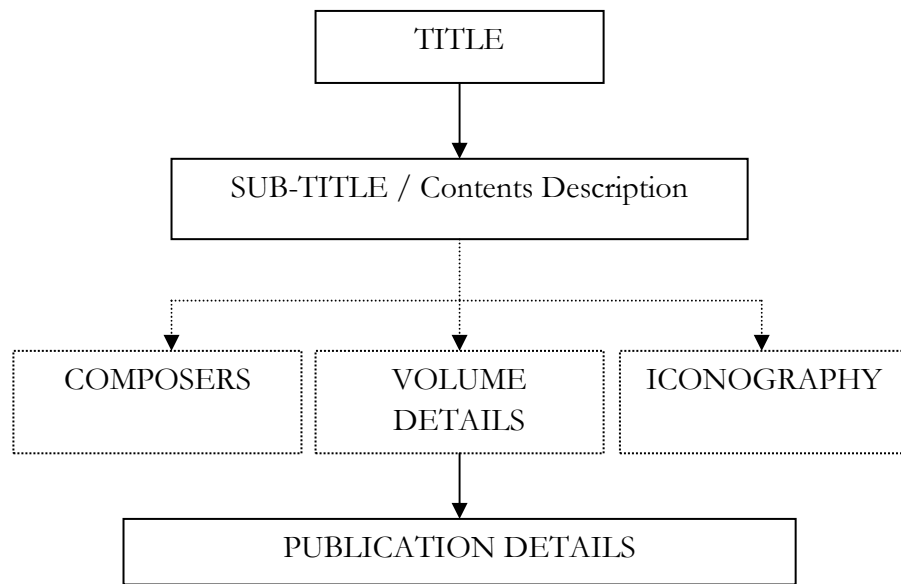 TITLE
SUB-TITLE / Contents Description
COMPOSERS
VOLUME
DETAILS
ICONOGRAPHY
PUBLICATION DETAILS